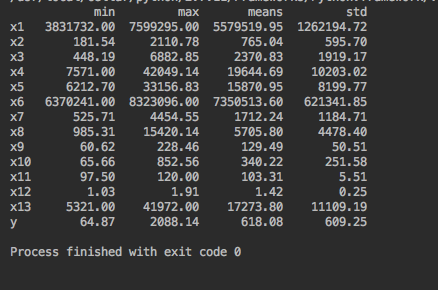 min max means std
x1 3831732.00 7599295.00 5579519.95 1262194.72
x2 181.54 2110.78 765.04 595.70
x3 448.19 6882.85 2370.83 1919.17
x4 7571.00 42049.14 19644.69 10203.02
x5 6212.70 33156.83 15870.95 8199.77
x6 6370241.00 8323096.00 7350513.60 621341.85
x7 525.71 4454.55 1712.24 1184.71
x8 985.31 15420.14 5705.80 4478.40
x9 60.62 228.46 129.49 50.51
x10 65.66 852.56 340.22 251.58
x11 97.50 120.00 103.31 5.51
x12 1.03 1.91 1.42 0.25
x13 5321.00 41972.00 17273.80 11109.19
y 64.87 2088.14 618.08 609.25
Process finished with exit code 0